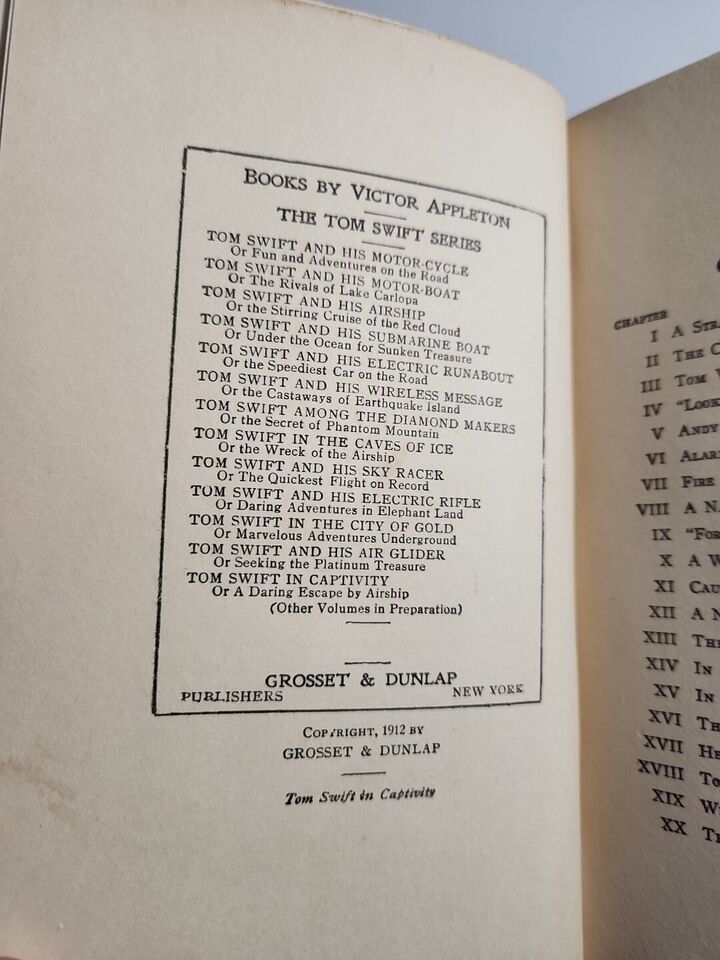 BOOKS BY VICTOR APPLETON
THE TOM SWIFT SERIES
TOM SWIFT AND HIS MOTOR-CYCLE
Or Fun and Adventures on the Road
TOM SWIFT AND HIS MOTOR-BOAT
Or The Rivals of Lake Carlopa
TOM SWIFT AND HIS AIRSHIP
Or the Stirring Cruise of the Red Cloud
TOM SWIFT AND HIS SUBMARINE BOAT
Or Under the Ocean for Sunken Treasure
TOM SWIFT AND HIS ELECTRIC RUNABOUT
Or the Speediest Car on the Road
TOM SWIFT AND HIS WIRELESS MESSAGE
Or the Castaways of Earthquake Island
TOM SWIFT AMONG THE DIAMOND MAKERS
Or the Secret of Phantom Mountain
TOM SWIFT IN THE CAVES OF ICE
Or the Wreck of the Airship
TOM SWIFT AND HIS SKY RACER
Or The Quickest Flight on Record
TOM SWIFT AND HIS ELECTRIC RIFLE
Or Daring Adventures in Elephant Land
TOM SWIFT IN THE CITY OF GOLD
Or Marvelous Adventures Underground
TOM SWIFT AND HIS AIR GLIDER
Or Seeking the Platinum Treasure
TOM SWIFT IN CAPTIVITY
Or A Daring Escape by Airship
(Other Volumes in Preparation)
GROSSET & DUNLAP
PUBLISHERS NEW YORK
COPYRIGHT, 1912 BY
GROSSET & DUNLAP
Tom Swift in Captivity
CHAPTER
I A
II THE
III TOM
IV "LOOK
V ANDY
VI
VII FIRE
VIII A
IX
X A
XI
XII A
XIII
XIV IN
XV IN
XVI
XVII
XVIII
XIX
XX